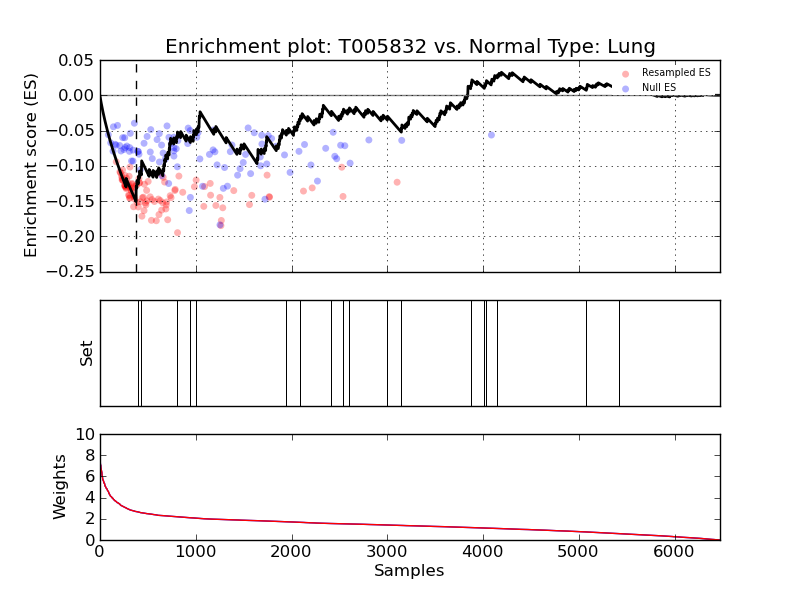 Enrichment plot: T005832 vs. Normal Type: Lung
Enrichment score (ES)
0.05
0.00
−0.05
−0.10
−0.15
−0.20
−0.25
Resampled ES
Null ES
Set
Weights
10
8
6
4
2
0
0 1000 2000 3000 4000 5000 6000
Samples